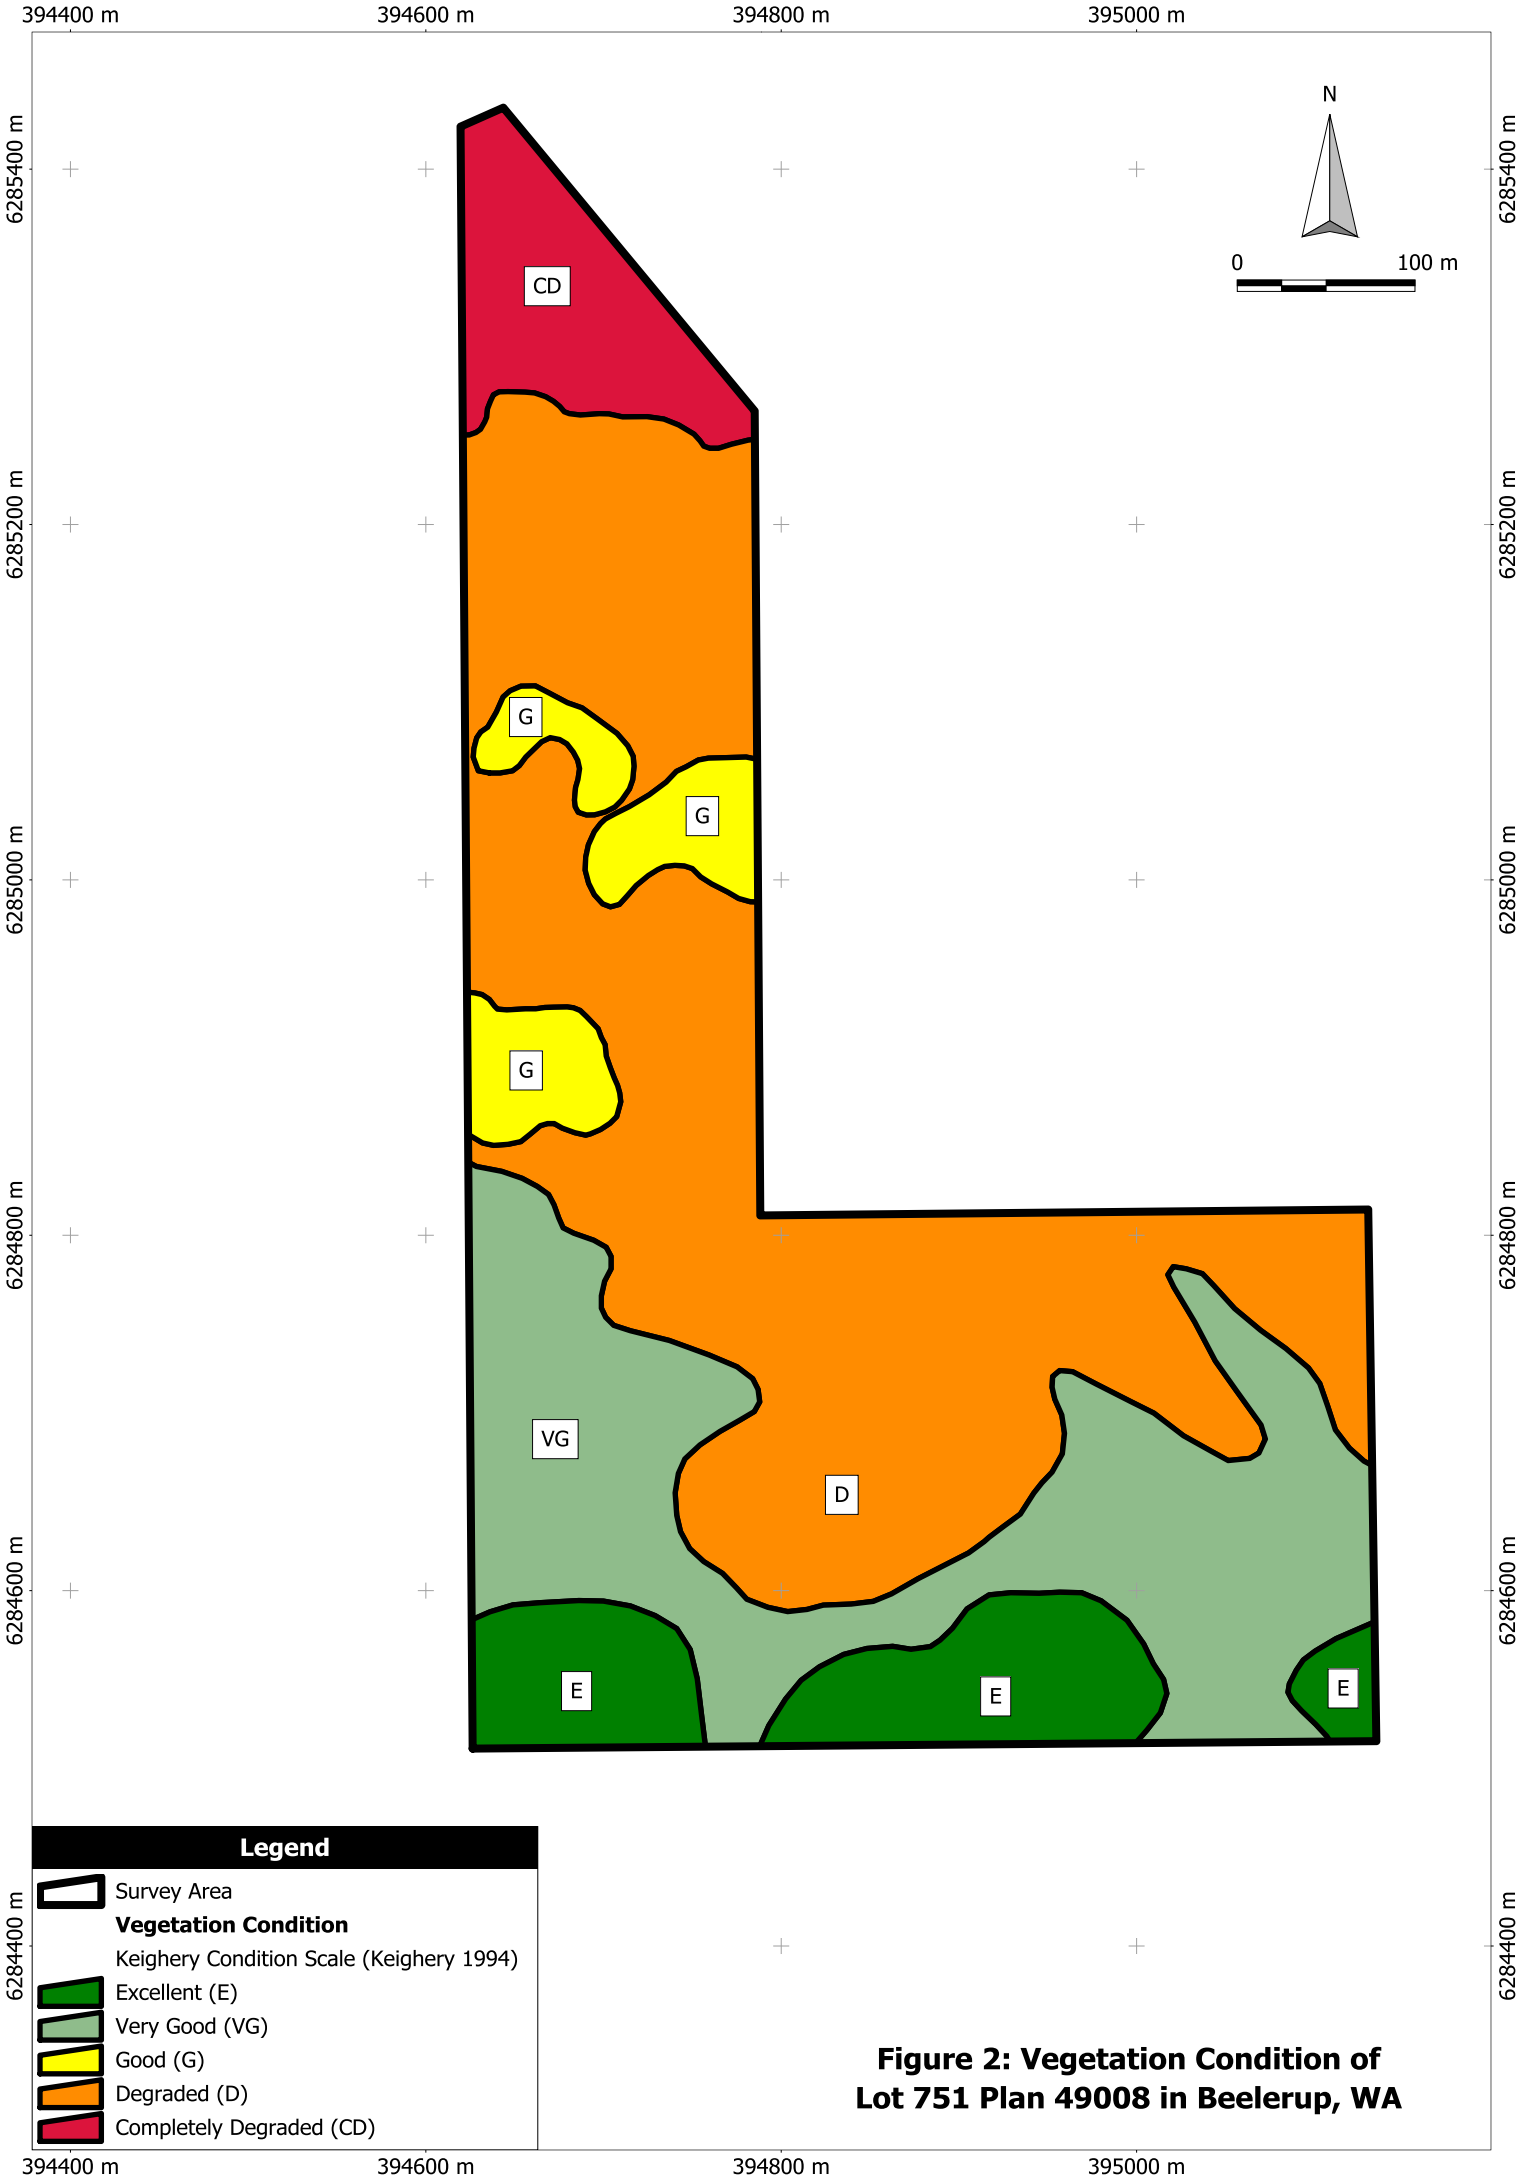 394400 m
394600 m
394800 m
395000 m
6285400 m
6285400 m
N
0
100 m
CD
6285200 m
6285200 m
G
G
6285000 m
6285000 m
G
6284800 m
6284800 m
VG
D
6284600 m
6284600 m
E
E
E
Legend
Survey Area
Vegetation Condition
Keighery Condition Scale (Keighery 1994)
Excellent (E)
Very Good (VG)
Good (G)
Degraded (D)
Completely Degraded (CD)
6284400 m
6284400 m
Figure 2: Vegetation Condition of
Lot 751 Plan 49008 in Beelerup, WA
394400 m
394600 m
394800 m
395000 m